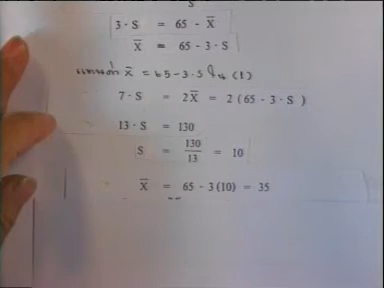 S
3 · S = 65 - X̄
X̄ = 65 - 3 · S
แทนค่า X̄ = 65 - 3 · S ใน (1)
7 · S = 2X̄ = 2 (65 - 3 · S )
13 · S = 130
S = 130/13 = 10
X̄ = 65 - 3 (10) = 35